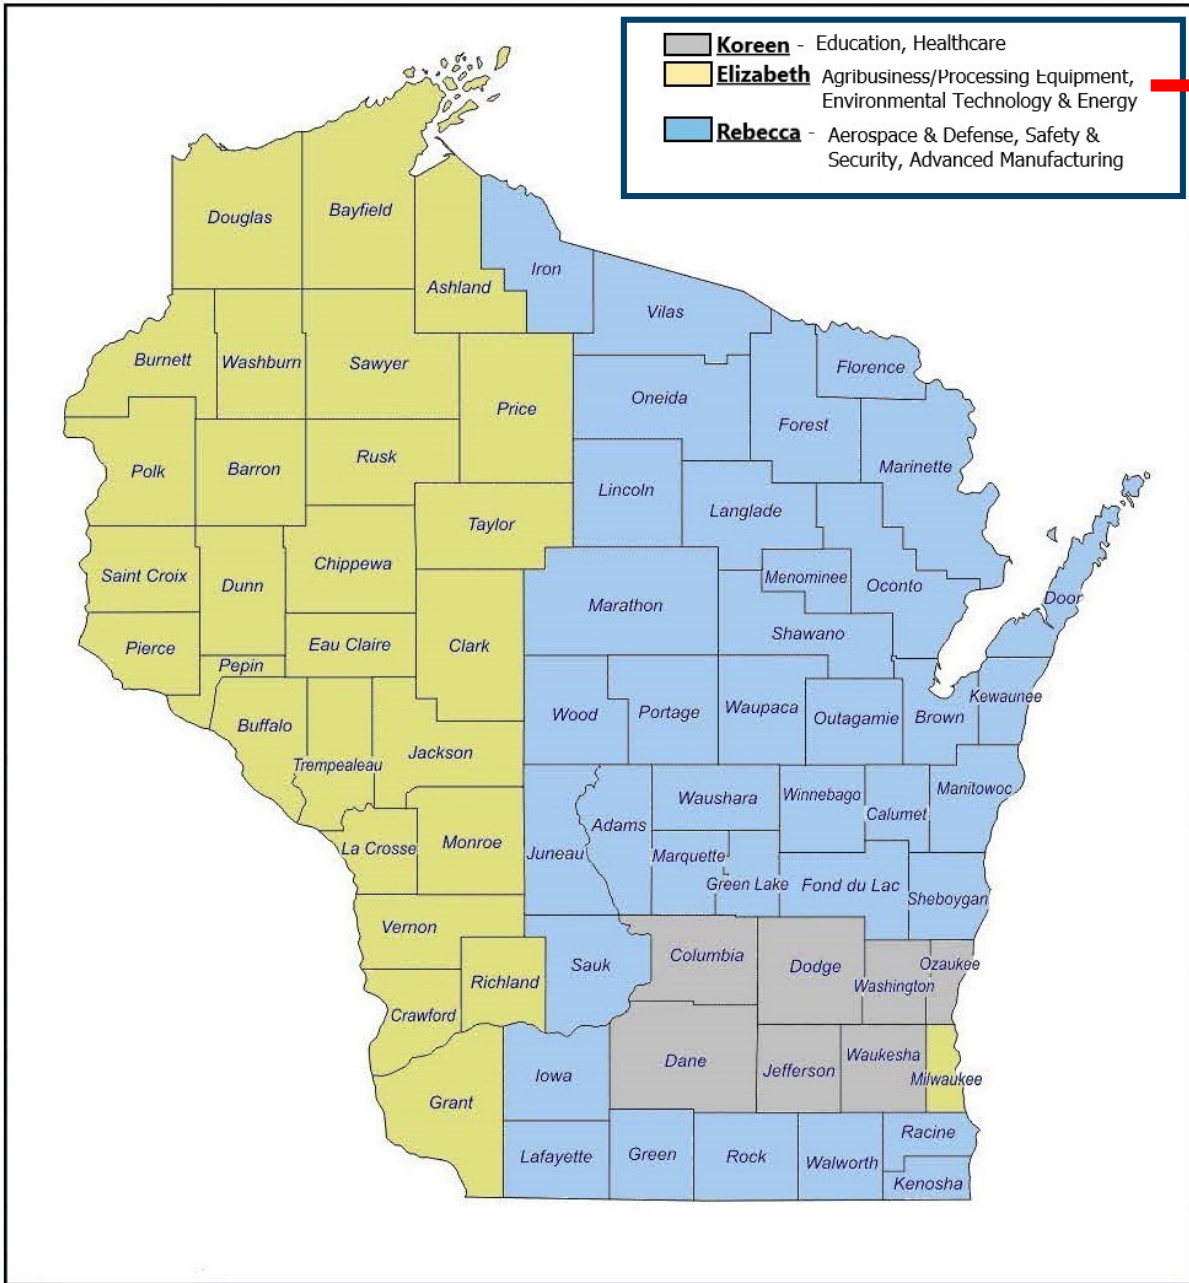 Koreen - Education, Healthcare
Elizabeth Agribusiness/Processing Equipment,
Environmental Technology & Energy
Rebecca - Aerospace & Defense, Safety &
Security, Advanced Manufacturing
Douglas
Bayfield
Ashland
Iron
Vilas
Burnett
Washburn
Sawyer
Price
Oneida
Florence
Forest
Marinette
Polk
Barron
Rusk
Lincoln
Langlade
Taylor
Chippewa
Saint Croix
Dunn
Menominee
Oconto
Door
Marathon
Shawano
Pierce
Pepin
Eau Claire
Clark
Buffalo
Trempealeau
Jackson
Wood
Portage
Waupaca
Outagamie
Brown
Kewaunee
Waushara
Winnebago
Calumet
Manitowoc
La Crosse
Monroe
Juneau
Adams
Marquette
Green Lake
Fond du Lac
Sheboygan
Vernon
Richland
Sauk
Columbia
Dodge
Washington
Ozaukee
Crawford
Grant
Iowa
Dane
Jefferson
Waukesha
Milwaukee
Lafayette
Green
Rock
Walworth
Racine
Kenosha